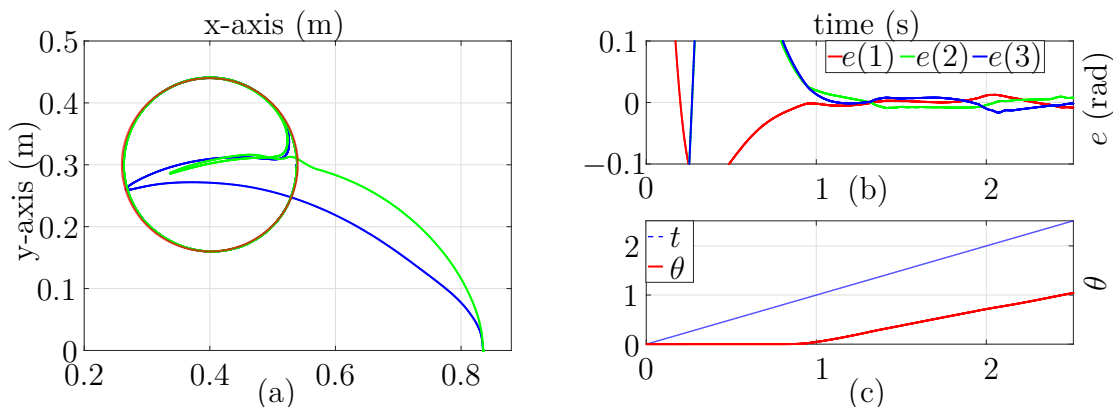 x-axis (m)
0.5
0.4
0.3
0.2
0.1
0
y-axis (m)
0.2
0.4
0.6
0.8
(a)
time (s)
0.1
0
−0.1
e(1) e(2) e(3)
e (rad)
0
1
2
(b)
2
1
0
t
θ
θ
0
1
2
(c)